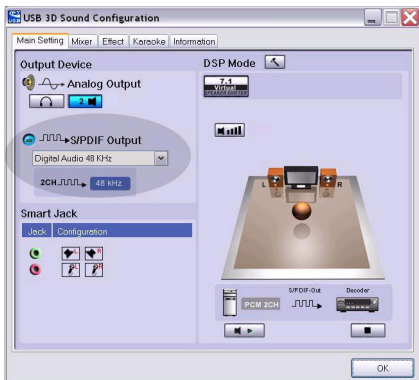 USB 3D Sound Configuration
Main Setting Mixer Effect Karaoke Information
Output Device
Analog Output
2
S/PDIF Output
Digital Audio 48 KHz
2CH 48 kHz
Smart Jack
Jack Configuration
L R
L R
DSP Mode
7.1
Virtual
SPEAKER SHIFTER
L R
S/PDIF-Out Decoder
PCM 2CH
OK